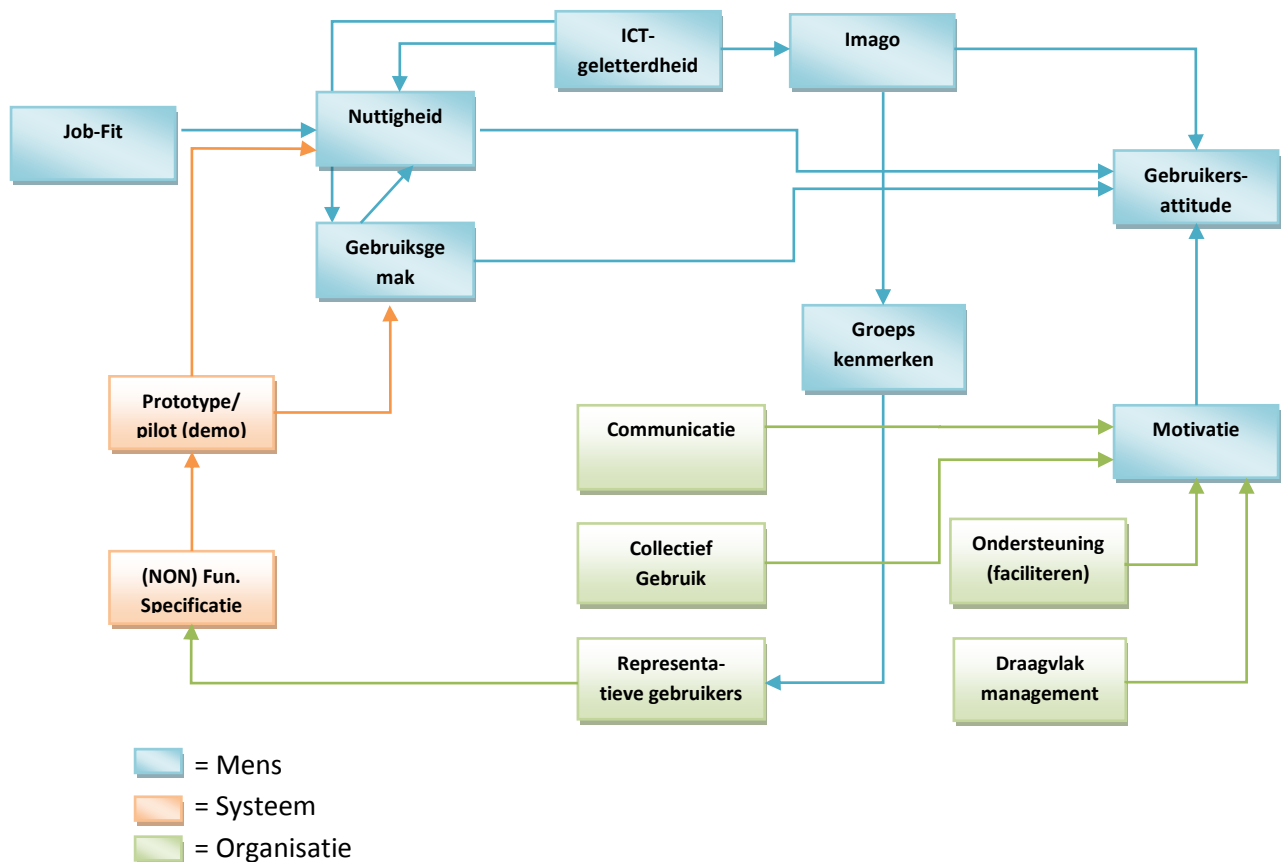 ICT-
geletterdheid
Imago
Job-Fit
Nuttigheid
Gebruikers-
attitude
Gebruiksge
mak
Groeps
kenmerken
Prototype/
pilot (demo)
Communicatie
Motivatie
(NON) Fun.
Specificatie
Collectief
Gebruik
Ondersteuning
(faciliteren)
Representa-
tieve gebruikers
Draagvlak
management
= Mens
= Systeem
= Organisatie